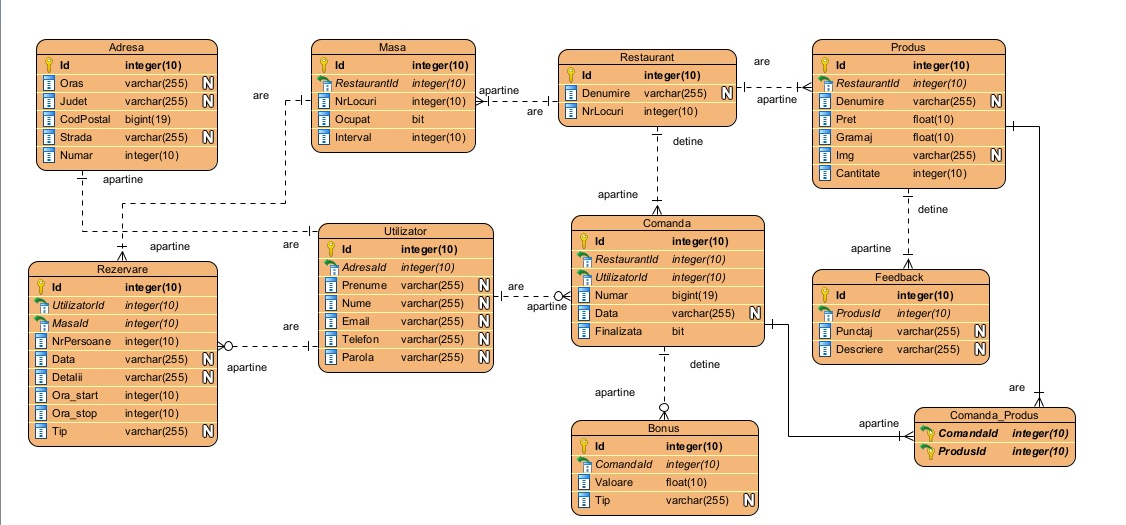 Adresa
Id integer(10)
Oras varchar(255) N
Judet varchar(255) N
CodPostal bigint(19)
Strada varchar(255) N
Numar integer(10)
Masa
Id integer(10)
RestaurantId integer(10)
NrLocuri integer(10)
Ocupat bit
Interval integer(10)
Restaurant
Id integer(10)
Denumire varchar(255) N
NrLocuri integer(10)
Produs
Id integer(10)
RestaurantId integer(10)
Denumire varchar(255) N
Pret float(10)
Gramaj float(10)
Img varchar(255) N
Cantitate integer(10)
are
apartine
are
are
apartine
apartine
detine
apartine
detine
apartine
apartine
are
Rezervare
Id integer(10)
UtilizatorId integer(10)
MasaId integer(10)
NrPersoane integer(10)
Data varchar(255) N
Detalii varchar(255) N
Ora_start integer(10)
Ora_stop integer(10)
Tip varchar(255) N
Utilizator
Id integer(10)
AdresaId integer(10)
Prenume varchar(255) N
Nume varchar(255) N
Email varchar(255) N
Telefon varchar(255) N
Parola varchar(255) N
Comanda
Id integer(10)
RestaurantId integer(10)
UtilizatorId integer(10)
Numar bigint(19)
Data varchar(255) N
Finalizata bit
Feedback
Id integer(10)
ProdusId integer(10)
Punctaj varchar(255) N
Descriere varchar(255) N
are
apartine
are
apartine
detine
apartine
are
apartine
Bonus
Id integer(10)
ComandaId integer(10)
Valoare float(10)
Tip varchar(255) N
Comanda_Produs
ComandaId integer(10)
ProdusId integer(10)